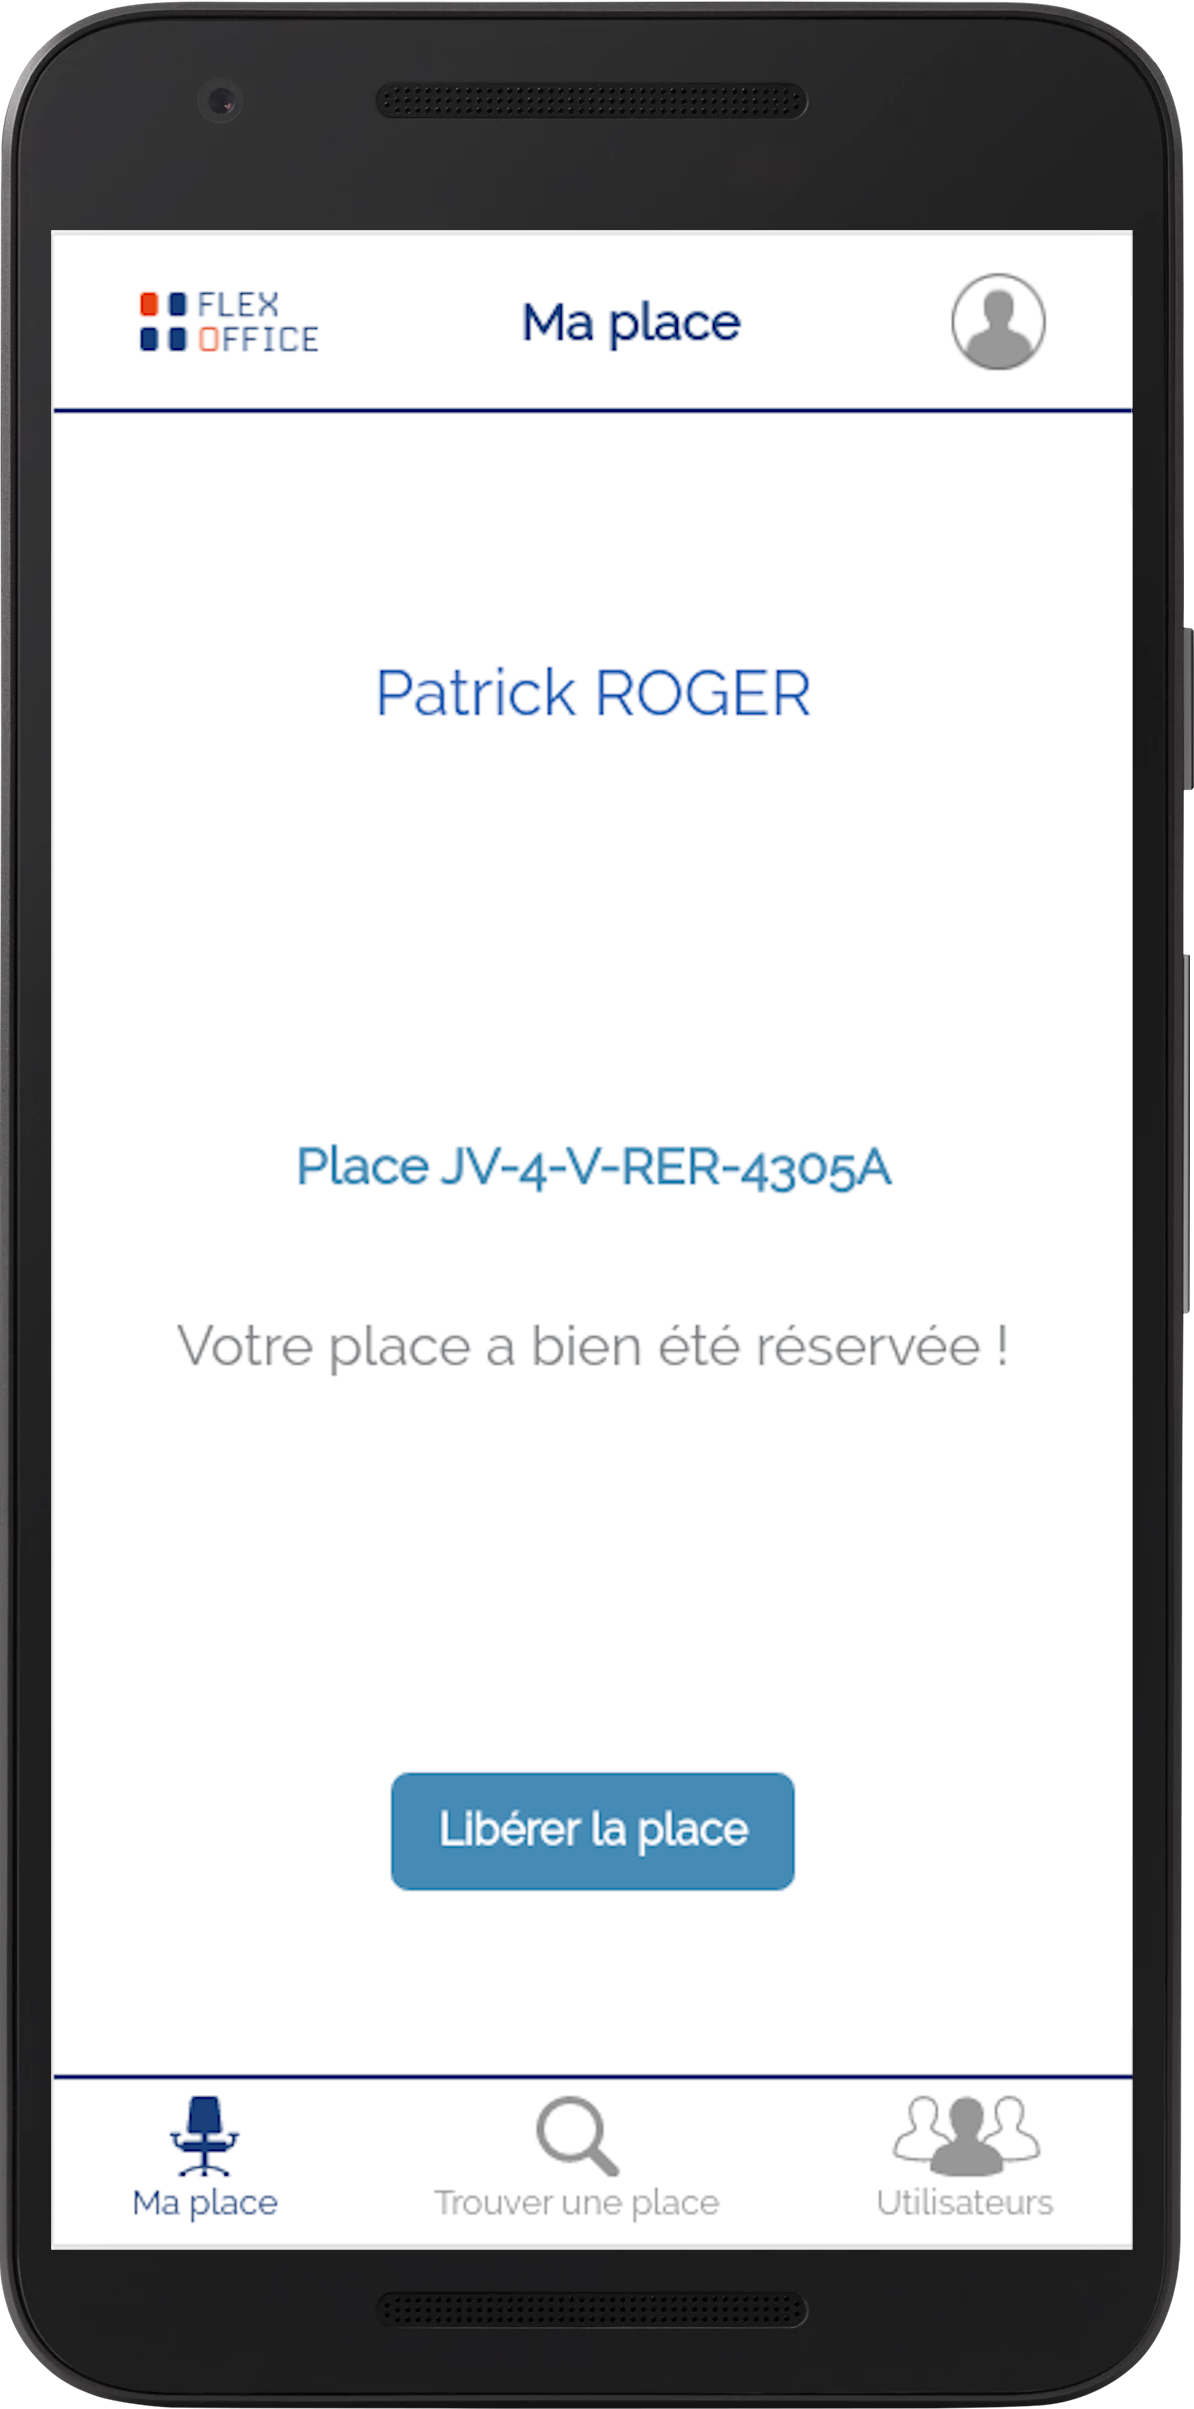 FLEX
OFFICE
Ma place
Patrick ROGER
Place JV-4-V-RER-4305A
Votre place a bien été réservée !
Libérer la place
Ma place
Trouver une place
Utilisateurs